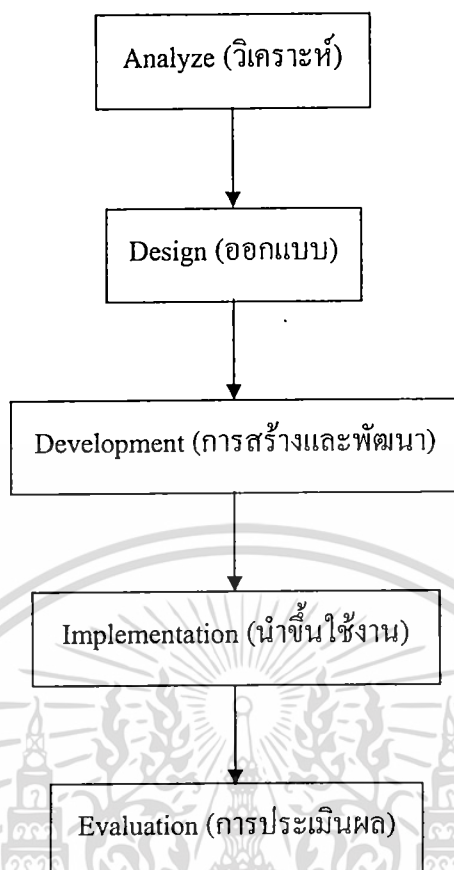 Analyze (วิเคราะห์)
Design (ออกแบบ)
Development (การสร้างและพัฒนา)
Implementation (นำขึ้นใช้งาน)
Evaluation (การประเมินผล)